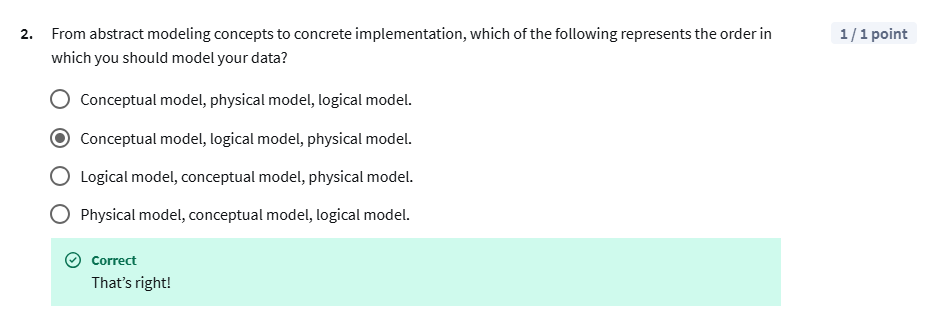 2. From abstract modeling concepts to concrete implementation, which of the following represents the order in
which you should model your data?
1 / 1 point
Conceptual model, physical model, logical model.
Conceptual model, logical model, physical model.
Logical model, conceptual model, physical model.
Physical model, conceptual model, logical model.
Correct
That’s right!